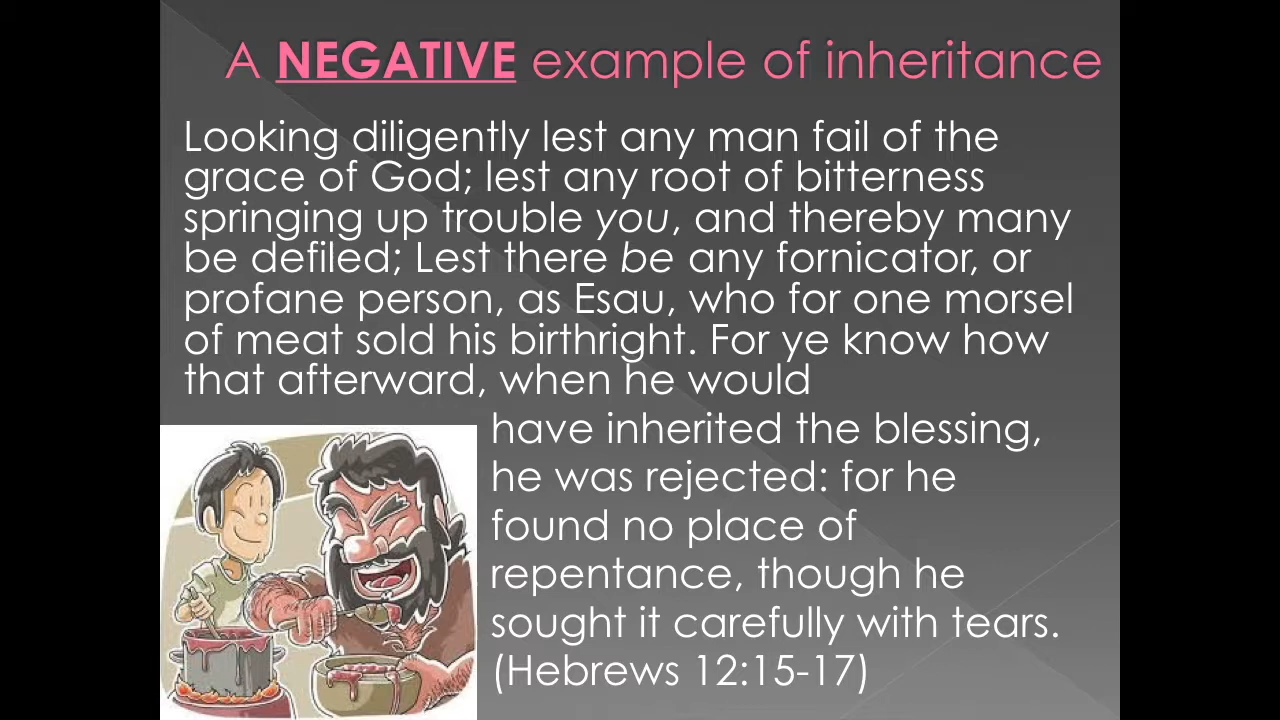 A NEGATIVE example of inheritance
Looking diligently lest any man fail of the
grace of God; lest any root of bitterness
springing up trouble you, and thereby many
be defiled; Lest there be any fornicator, or
profane person, as Esau, who for one morsel
of meat sold his birthright. For ye know how
that afterward, when he would
have inherited the blessing,
he was rejected: for he
found no place of
repentance, though he
sought it carefully with tears.
(Hebrews 12:15-17)